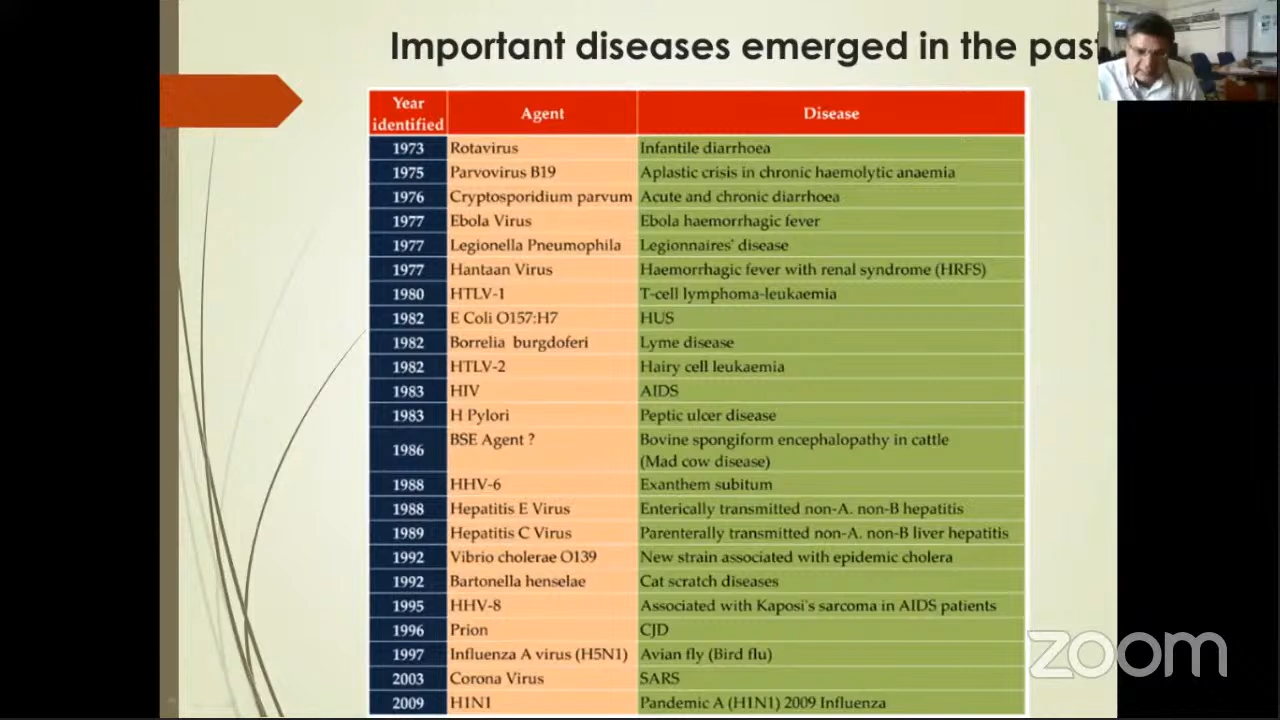 Important diseases emerged in the past
Year identified Agent Disease
1973 Rotavirus Infantile diarrhoea
1975 Parvovirus B19 Aplastic crisis in chronic haemolytic anaemia
1976 Cryptosporidium parvum Acute and chronic diarrhoea
1977 Ebola Virus Ebola haemorrhagic fever
1977 Legionella Pneumophila Legionnaires' disease
1977 Hantaan Virus Haemorrhagic fever with renal syndrome (HRFS)
1980 HTLV-1 T-cell lymphoma-leukaemia
1982 E Coli O157:H7 HUS
1982 Borrelia burgdoferi Lyme disease
1982 HTLV-2 Hairy cell leukaemia
1983 HIV AIDS
1983 H Pylori Peptic ulcer disease
1986 BSE Agent ? Bovine spongiform encephalopathy in cattle
(Mad cow disease)
1988 HHV-6 Exanthem subitum
1988 Hepatitis E Virus Enterically transmitted non-A. non-B hepatitis
1989 Hepatitis C Virus Parenterally transmitted non-A. non-B liver hepatitis
1992 Vibrio cholerae O139 New strain associated with epidemic cholera
1992 Bartonella henselae Cat scratch diseases
1995 HHV-8 Associated with Kaposi's sarcoma in AIDS patients
1996 Prion CJD
1997 Influenza A virus (H5N1) Avian fly (Bird flu)
2003 Corona Virus SARS
2009 H1N1 Pandemic A (H1N1) 2009 Influenza
zoom